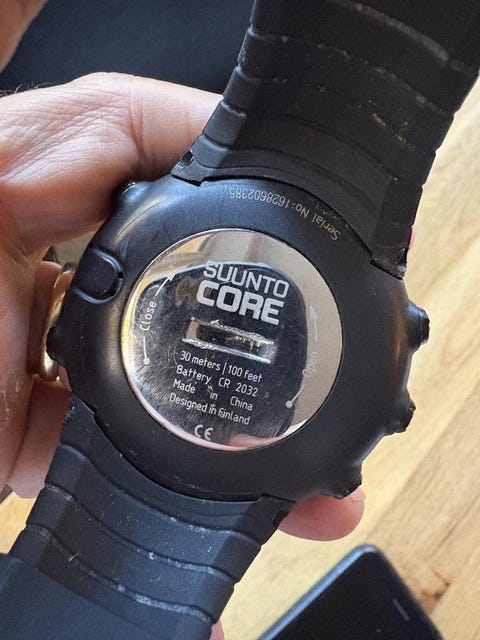 Serial No:1628602385
SUUNTO
CORE
Close
Open
30 meters | 100 feet
Battery CR 2032
Made in China
Designed in Finland
CE